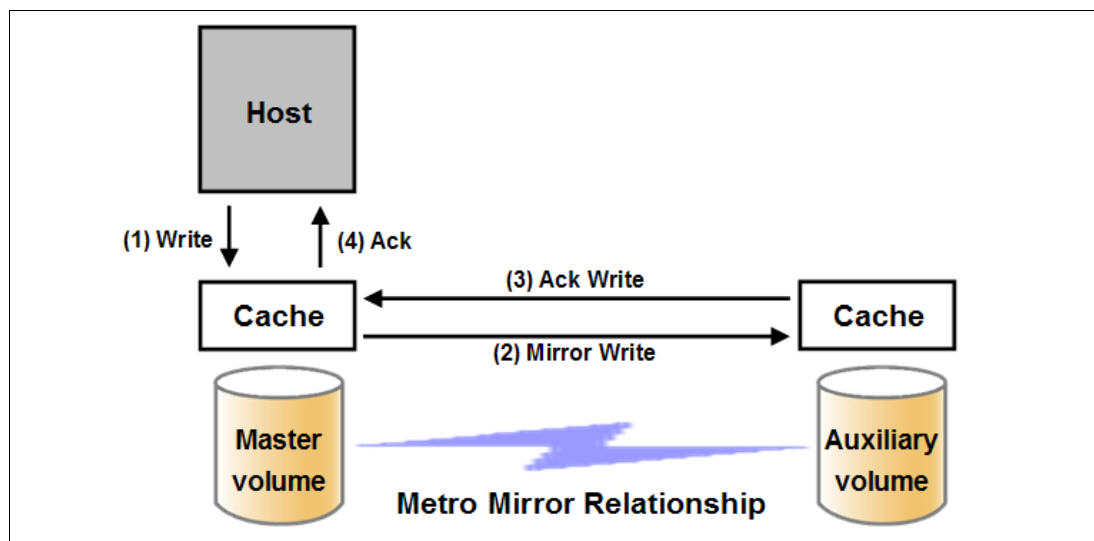 Host
(1) Write
(4) Ack
(3) Ack Write
Cache
Cache
(2) Mirror Write
Master
volume
Auxiliary
volume
Metro Mirror Relationship